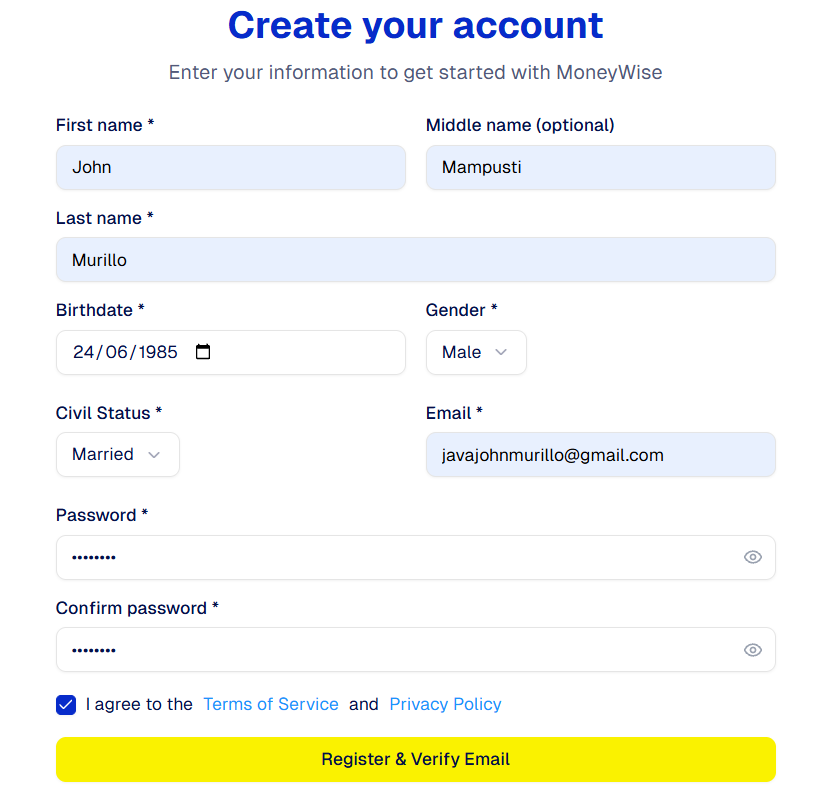 Create your account
Enter your information to get started with MoneyWise
First name * Middle name (optional)
John Mampusti
Last name *
Murillo
Birthdate * Gender *
24/06/1985 Male
Civil Status * Email *
Married javajohnmurillo@gmail.com
Password *
••••••••
Confirm password *
••••••••
I agree to the Terms of Service and Privacy Policy
Register & Verify Email